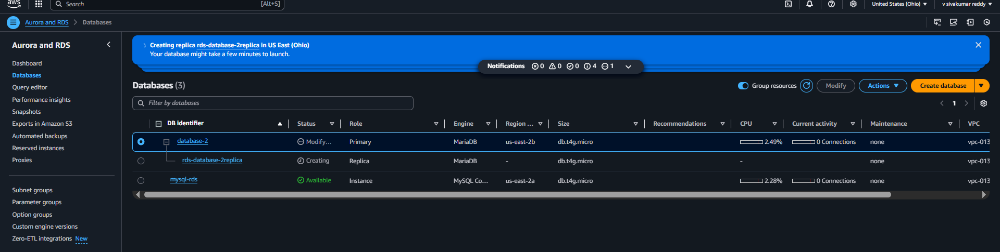 aws
Search
[Alt+S]
United States (Ohio)
v sivakumar reddy
Aurora and RDS > Databases
Aurora and RDS
Dashboard
Databases
Query editor
Performance insights
Snapshots
Exports in Amazon S3
Automated backups
Reserved instances
Proxies
Subnet groups
Parameter groups
Option groups
Custom engine versions
Zero-ETL integrations New
Creating replica rds-database-2replica in US East (Ohio)
Your database might take a few minutes to launch.
Notifications 0 0 0 4 1
Databases (3)
Group resources
Modify
Actions
Create database
Filter by databases
1
DB identifier Status Role Engine Region ... Size Recommendations CPU Current activity Maintenance VPC
database-2 Modify... Primary MariaDB us-east-2b db.t4g.micro 2.49% 0 Connections none vpc-013
rds-database-2replica Creating Replica MariaDB - db.t4g.micro - none vpc-013
mysql-rds Available Instance MySQL Co... us-east-2a db.t4g.micro 2.28% 0 Connections none vpc-013